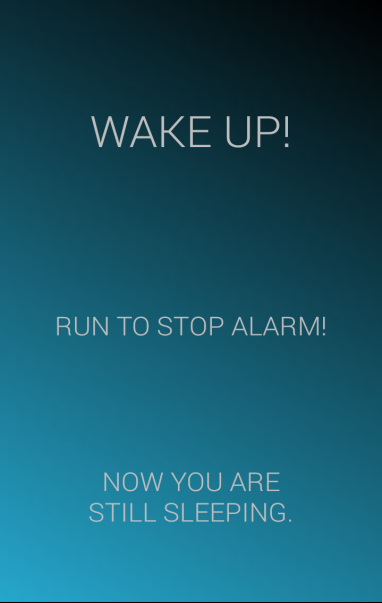 WAKE UP!
RUN TO STOP ALARM!
NOW YOU ARE
STILL SLEEPING.